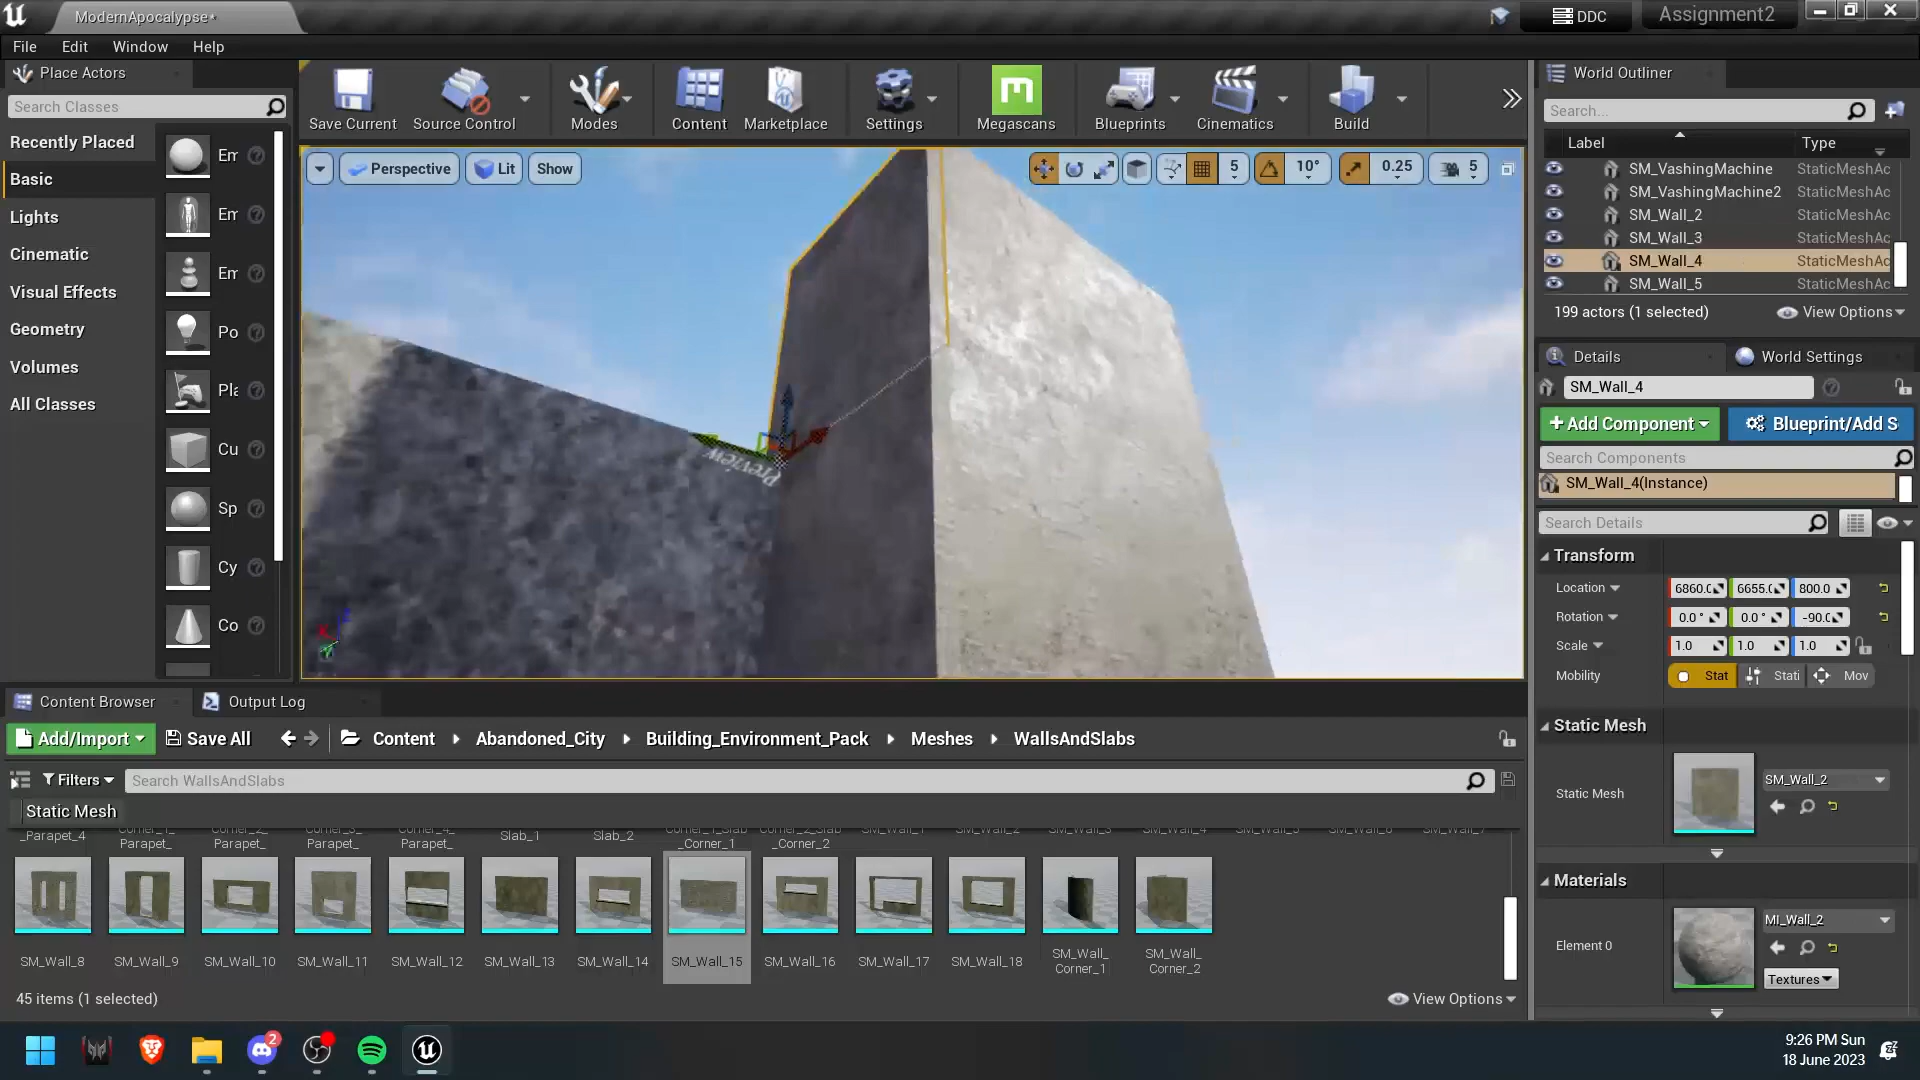 ModernApocalypse*
DDC
Assignment2
File
Edit
Window
Help
Place Actors
Search Classes
Recently Placed
Basic
Lights
Cinematic
Visual Effects
Geometry
Volumes
All Classes
Em
Em
Em
Po
Pla
Cu
Sp
Cy
Co
Save Current
Source Control
Modes
Content
Marketplace
Settings
Megascans
Blueprints
Cinematics
Build
Perspective
Lit
Show
5
10°
0.25
5
Preview
World Outliner
Search...
Label
Type
SM_VashingMachine
StaticMeshAc
SM_VashingMachine2
StaticMeshAc
SM_Wall_2
StaticMeshAc
SM_Wall_3
StaticMeshAc
SM_Wall_4
StaticMeshAc
SM_Wall_5
StaticMeshAc
199 actors (1 selected)
View Options
Details
World Settings
SM_Wall_4
+Add Component
Blueprint/Add S
Search Components
SM_Wall_4(Instance)
Search Details
Transform
Location
6860.0
6655.0
800.0
Rotation
0.0 °
0.0 °
-90.0
Scale
1.0
1.0
1.0
Mobility
Stat
Stati
Mov
Static Mesh
Static Mesh
SM_Wall_2
Materials
Element 0
MI_Wall_2
Textures
Content Browser
Output Log
Add/Import
Save All
Content
Abandoned_City
Building_Environment_Pack
Meshes
WallsAndSlabs
Filters
Search WallsAndSlabs
Static Mesh
_Parapet_4
Corner_1_
Parapet_
Corner_2_
Parapet_
Corner_3_
Parapet_
Corner_4_
Parapet_
Slab_1
Slab_2
Corner_1_Slab
_Corner_1
Corner_2_Slab
_Corner_2
SM_Wall_1
SM_Wall_2
SM_Wall_3
SM_Wall_4
SM_Wall_5
SM_Wall_6
SM_Wall_7
SM_Wall_8
SM_Wall_9
SM_Wall_10
SM_Wall_11
SM_Wall_12
SM_Wall_13
SM_Wall_14
SM_Wall_15
SM_Wall_16
SM_Wall_17
SM_Wall_18
SM_Wall_
Corner_1
SM_Wall_
Corner_2
45 items (1 selected)
View Options
2
9:26 PM Sun
18 June 2023